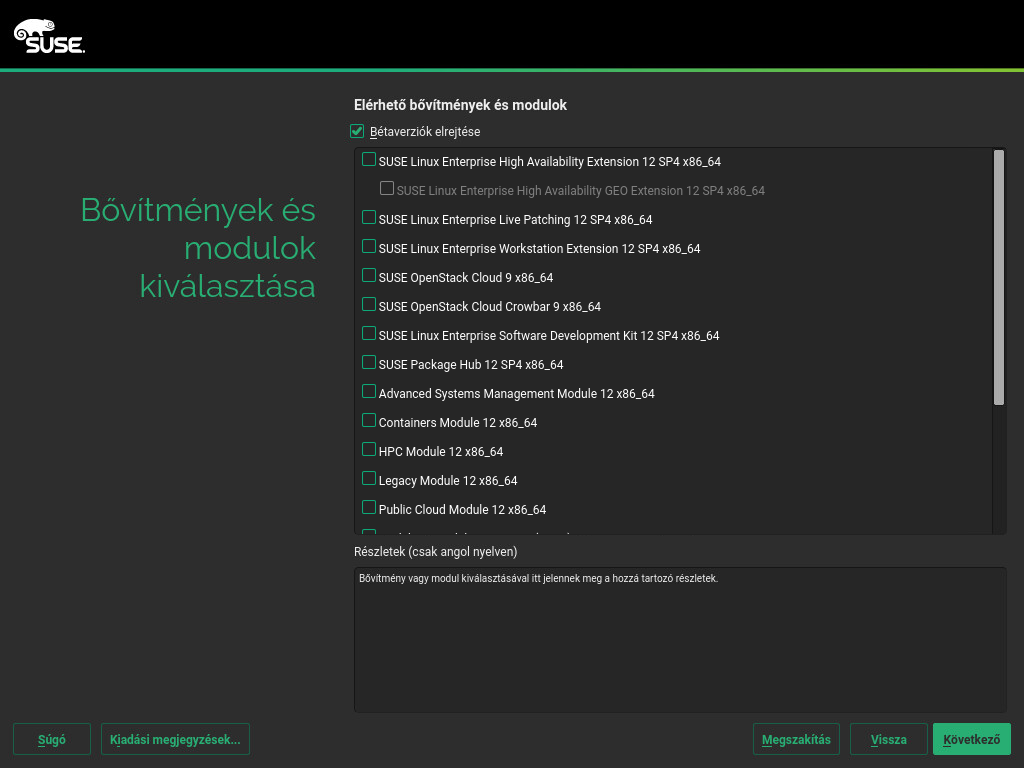 SUSE.
Elérhető bővítmények és modulok
Bétaverziók elrejtése
Bővítmények és
modulok
kiválasztása
SUSE Linux Enterprise High Availability Extension 12 SP4 x86_64
SUSE Linux Enterprise High Availability GEO Extension 12 SP4 x86_64
SUSE Linux Enterprise Live Patching 12 SP4 x86_64
SUSE Linux Enterprise Workstation Extension 12 SP4 x86_64
SUSE OpenStack Cloud 9 x86_64
SUSE OpenStack Cloud Crowbar 9 x86_64
SUSE Linux Enterprise Software Development Kit 12 SP4 x86_64
SUSE Package Hub 12 SP4 x86_64
Advanced Systems Management Module 12 x86_64
Containers Module 12 x86_64
HPC Module 12 x86_64
Legacy Module 12 x86_64
Public Cloud Module 12 x86_64
Részletek (csak angol nyelven)
Bővítmény vagy modul kiválasztásával itt jelennek meg a hozzá tartozó részletek.
Súgó
Kiadási megjegyzések...
Megszakítás
Vissza
Következő